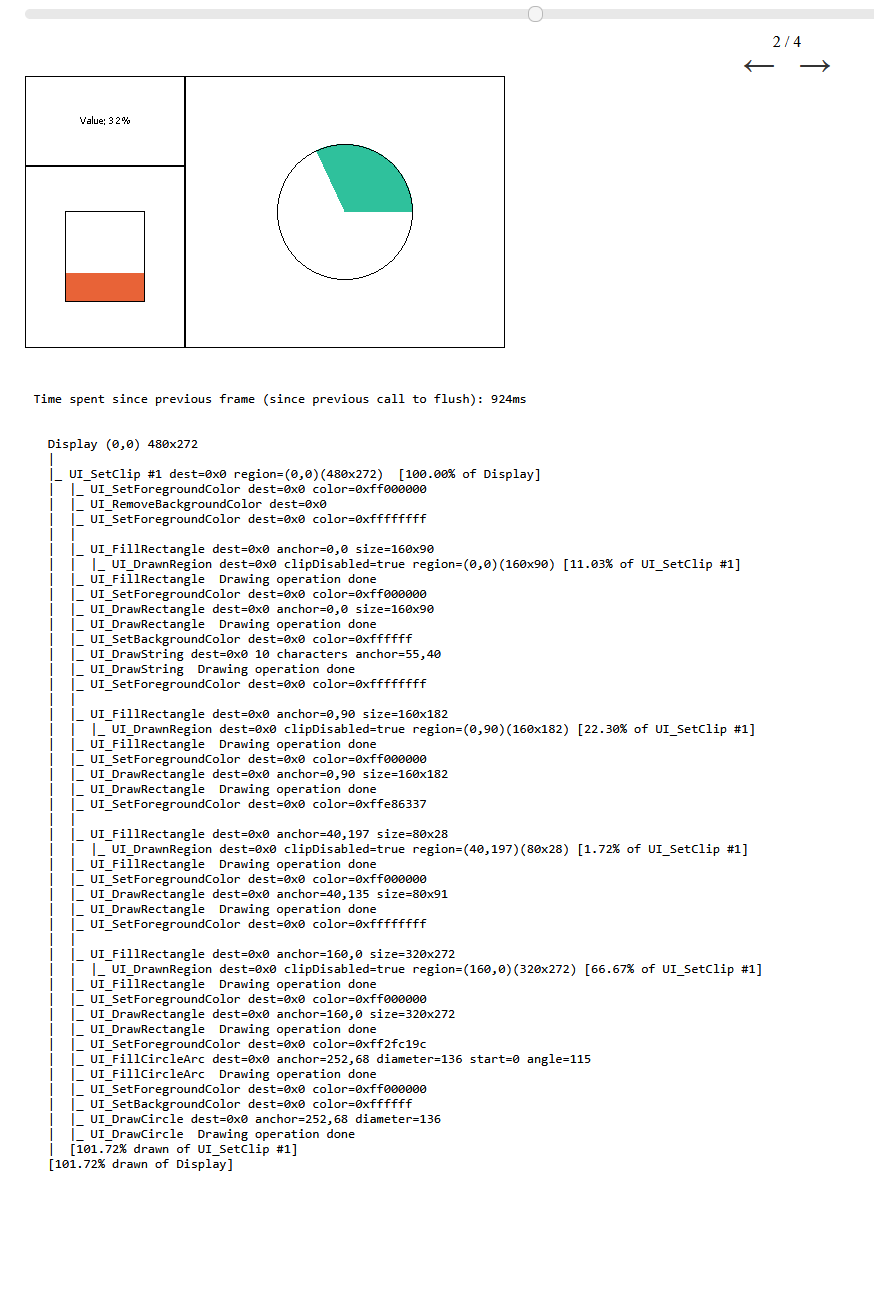 2 / 4
← →
Value: 32%
Time spent since previous frame (since previous call to flush): 924ms
Display (0,0) 480x272
|
|_ UI_SetClip #1 dest=0x0 region=(0,0)(480x272)  [100.00% of Display]
|  |_ UI_SetForegroundColor dest=0x0 color=0xff000000
|  |_ UI_RemoveBackgroundColor dest=0x0
|  |_ UI_SetForegroundColor dest=0x0 color=0xffffffff
|  |
|  |_ UI_FillRectangle dest=0x0 anchor=0,0 size=160x90
|  |  |_ UI_DrawnRegion dest=0x0 clipDisabled=true region=(0,0)(160x90) [11.03% of UI_SetClip #1]
|  |_ UI_FillRectangle  Drawing operation done
|  |_ UI_SetForegroundColor dest=0x0 color=0xff000000
|  |_ UI_DrawRectangle dest=0x0 anchor=0,0 size=160x90
|  |_ UI_DrawRectangle  Drawing operation done
|  |_ UI_SetBackgroundColor dest=0x0 color=0xffffff
|  |_ UI_DrawString dest=0x0 10 characters anchor=55,40
|  |_ UI_DrawString  Drawing operation done
|  |_ UI_SetForegroundColor dest=0x0 color=0xffffffff
|  |
|  |_ UI_FillRectangle dest=0x0 anchor=0,90 size=160x182
|  |  |_ UI_DrawnRegion dest=0x0 clipDisabled=true region=(0,90)(160x182) [22.30% of UI_SetClip #1]
|  |_ UI_FillRectangle  Drawing operation done
|  |_ UI_SetForegroundColor dest=0x0 color=0xff000000
|  |_ UI_DrawRectangle dest=0x0 anchor=0,90 size=160x182
|  |_ UI_DrawRectangle  Drawing operation done
|  |_ UI_SetForegroundColor dest=0x0 color=0xffe86337
|  |
|  |_ UI_FillRectangle dest=0x0 anchor=40,197 size=80x28
|  |  |_ UI_DrawnRegion dest=0x0 clipDisabled=true region=(40,197)(80x28) [1.72% of UI_SetClip #1]
|  |_ UI_FillRectangle  Drawing operation done
|  |_ UI_SetForegroundColor dest=0x0 color=0xff000000
|  |_ UI_DrawRectangle dest=0x0 anchor=40,135 size=80x91
|  |_ UI_DrawRectangle  Drawing operation done
|  |_ UI_SetForegroundColor dest=0x0 color=0xffffffff
|  |
|  |_ UI_FillRectangle dest=0x0 anchor=160,0 size=320x272
|  |  |_ UI_DrawnRegion dest=0x0 clipDisabled=true region=(160,0)(320x272) [66.67% of UI_SetClip #1]
|  |_ UI_FillRectangle  Drawing operation done
|  |_ UI_SetForegroundColor dest=0x0 color=0xff000000
|  |_ UI_DrawRectangle dest=0x0 anchor=160,0 size=320x272
|  |_ UI_DrawRectangle  Drawing operation done
|  |_ UI_SetForegroundColor dest=0x0 color=0xff2fc19c
|  |_ UI_FillCircleArc dest=0x0 anchor=252,68 diameter=136 start=0 angle=115
|  |_ UI_FillCircleArc  Drawing operation done
|  |_ UI_SetForegroundColor dest=0x0 color=0xff000000
|  |_ UI_SetBackgroundColor dest=0x0 color=0xffffff
|  |_ UI_DrawCircle dest=0x0 anchor=252,68 diameter=136
|  |_ UI_DrawCircle  Drawing operation done
|  [101.72% drawn of UI_SetClip #1]
[101.72% drawn of Display]